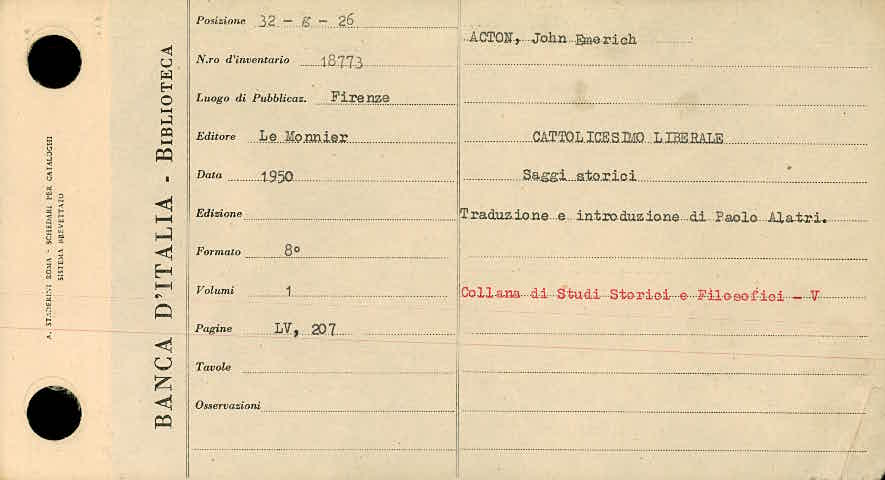 A. STADERINI ROMA - SCHEDARI PER CATALOGHI
SISTEMA BREVETTATO
BANCA D'ITALIA - BIBLIOTECA
Posizione 32 - g - 26
N.ro d'inventario 18773
Luogo di Pubblicaz. Firenze
Editore Le Monnier
Data 1950
Edizione
Formato 8°
Volumi 1
Pagine LV, 207
Tavole
Osservazioni
ACTON, John Emerich
CATTOLICESIMO LIBERALE
Saggi storici
Traduzione e introduzione di Paolo Alatri.
Collana di Studi Storici e Filosofici - V